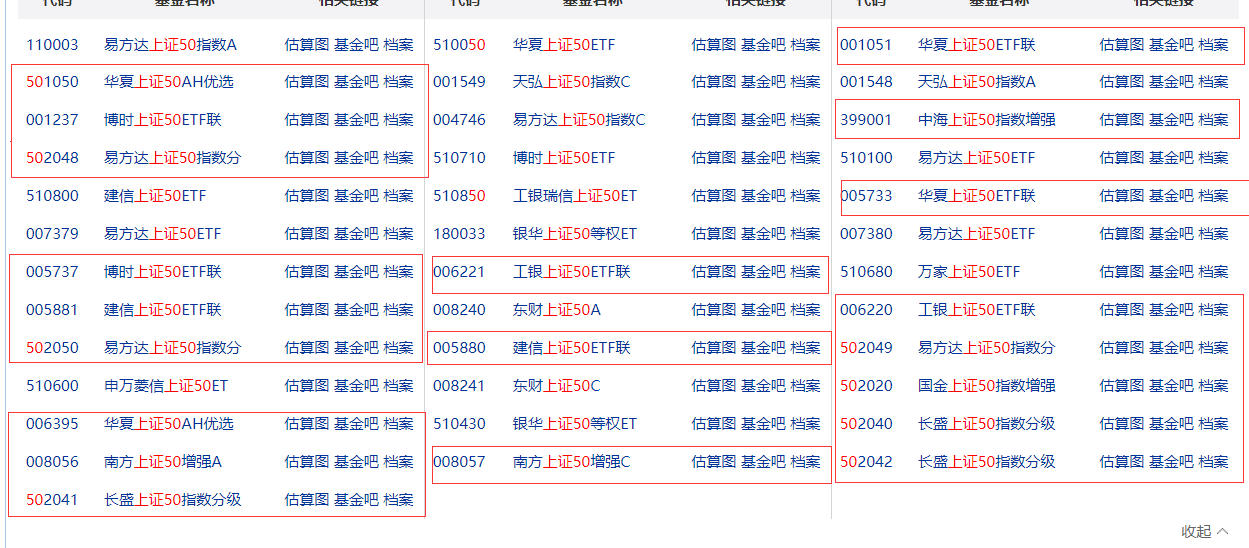 代码 基金名称 相关链接 代码 基金名称 相关链接 代码 基金名称 相关链接
110003 易方达上证50指数A 估算图 基金吧 档案 510050 华夏上证50ETF 估算图 基金吧 档案 001051 华夏上证50ETF联 估算图 基金吧 档案
501050 华夏上证50AH优选 估算图 基金吧 档案 001549 天弘上证50指数C 估算图 基金吧 档案 001548 天弘上证50指数A 估算图 基金吧 档案
001237 博时上证50ETF联 估算图 基金吧 档案 004746 易方达上证50指数C 估算图 基金吧 档案 399001 中海上证50指数增强 估算图 基金吧 档案
502048 易方达上证50指数分 估算图 基金吧 档案 510710 博时上证50ETF 估算图 基金吧 档案 510100 易方达上证50ETF 估算图 基金吧 档案
510800 建信上证50ETF 估算图 基金吧 档案 510850 工银瑞信上证50ET 估算图 基金吧 档案 005733 华夏上证50ETF联 估算图 基金吧 档案
007379 易方达上证50ETF 估算图 基金吧 档案 180033 银华上证50等权ET 估算图 基金吧 档案 007380 易方达上证50ETF 估算图 基金吧 档案
005737 博时上证50ETF联 估算图 基金吧 档案 006221 工银上证50ETF联 估算图 基金吧 档案 510680 万家上证50ETF 估算图 基金吧 档案
005881 建信上证50ETF联 估算图 基金吧 档案 008240 东财上证50A 估算图 基金吧 档案 006220 工银上证50ETF联 估算图 基金吧 档案
502050 易方达上证50指数分 估算图 基金吧 档案 005880 建信上证50ETF联 估算图 基金吧 档案 502049 易方达上证50指数分 估算图 基金吧 档案
510600 申万菱信上证50ET 估算图 基金吧 档案 008241 东财上证50C 估算图 基金吧 档案 502020 国金上证50指数增强 估算图 基金吧 档案
006395 华夏上证50AH优选 估算图 基金吧 档案 510430 银华上证50等权ET 估算图 基金吧 档案 502040 长盛上证50指数分级 估算图 基金吧 档案
008056 南方上证50增强A 估算图 基金吧 档案 008057 南方上证50增强C 估算图 基金吧 档案 502042 长盛上证50指数分级 估算图 基金吧 档案
502041 长盛上证50指数分级 估算图 基金吧 档案
收起